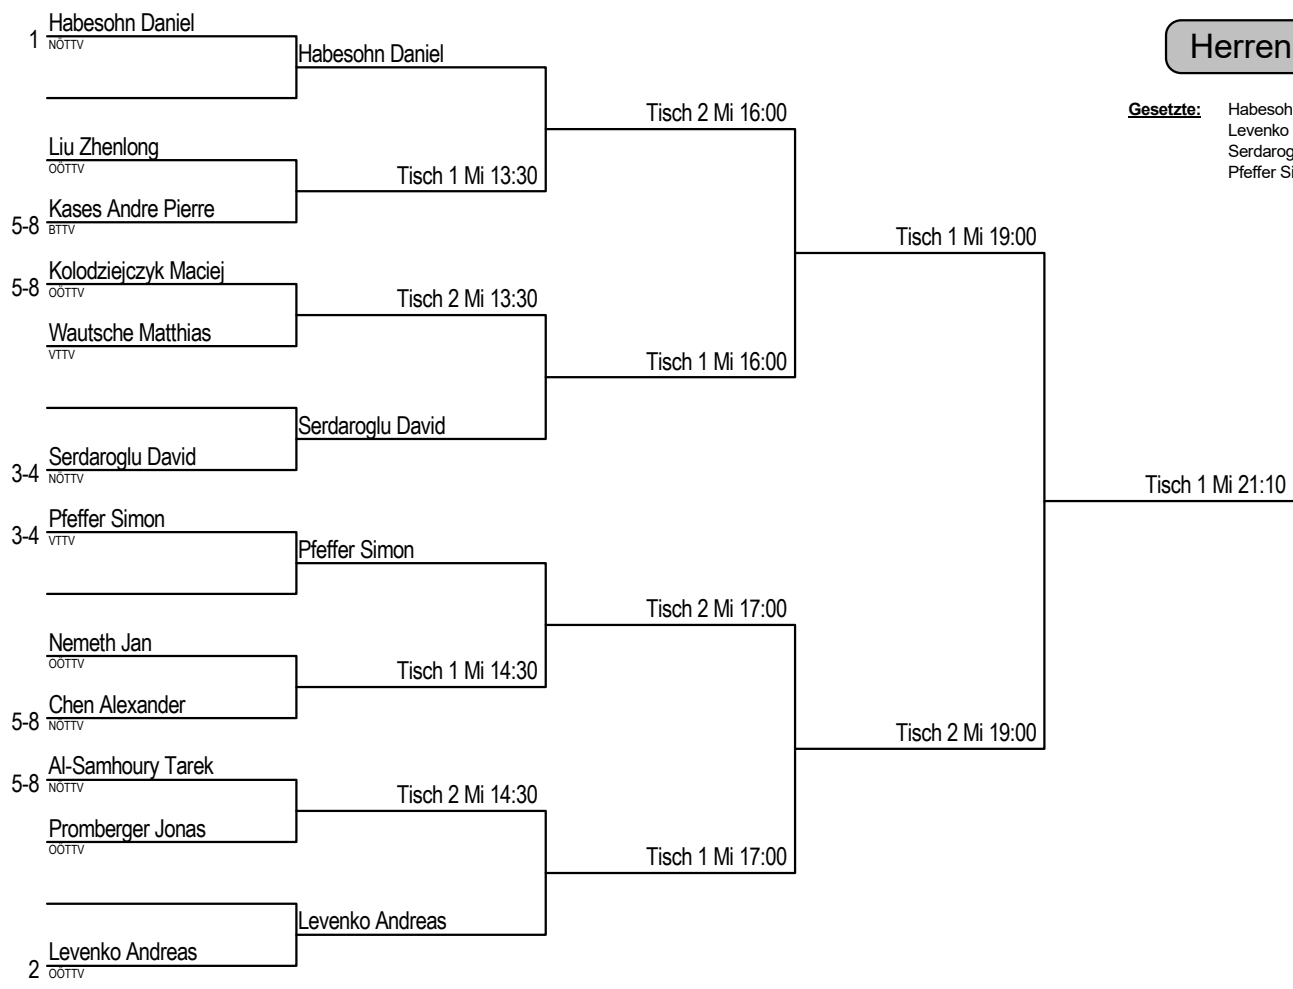 Habesohn Daniel
1 NÖTTV
Habesohn Daniel
Herren
Gesetzte: Habesoh
Levenko
Serdarog
Pfeffer Si
Tisch 2 Mi 16:00
Liu Zhenlong
OÖTTV
Tisch 1 Mi 13:30
Kases Andre Pierre
5-8 BTTV
Tisch 1 Mi 19:00
Kolodziejczyk Maciej
5-8 OÖTTV
Tisch 2 Mi 13:30
Wautsche Matthias
VTTV
Tisch 1 Mi 16:00
Serdaroglu David
Serdaroglu David
3-4 NÖTTV
Tisch 1 Mi 21:10
Pfeffer Simon
3-4 VTTV
Pfeffer Simon
Tisch 2 Mi 17:00
Nemeth Jan
OÖTTV
Tisch 1 Mi 14:30
Chen Alexander
5-8 NÖTTV
Tisch 2 Mi 19:00
Al-Samhoury Tarek
5-8 NÖTTV
Tisch 2 Mi 14:30
Promberger Jonas
OÖTTV
Tisch 1 Mi 17:00
Levenko Andreas
Levenko Andreas
2 OÖTTV